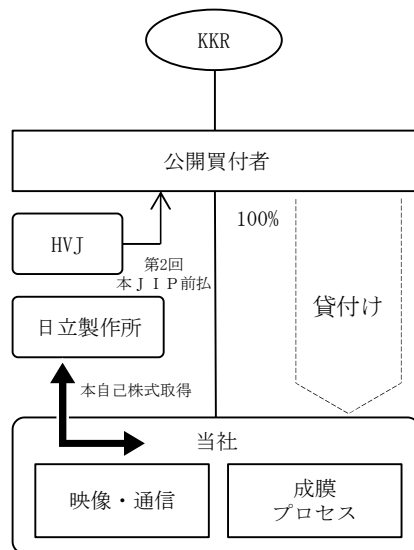 KKR
公開買付者
HVJ
100%
第2回
本ＪＩＰ前払
貸付け
日立製作所
本自己株式取得
当社
映像・通信
成膜
プロセス